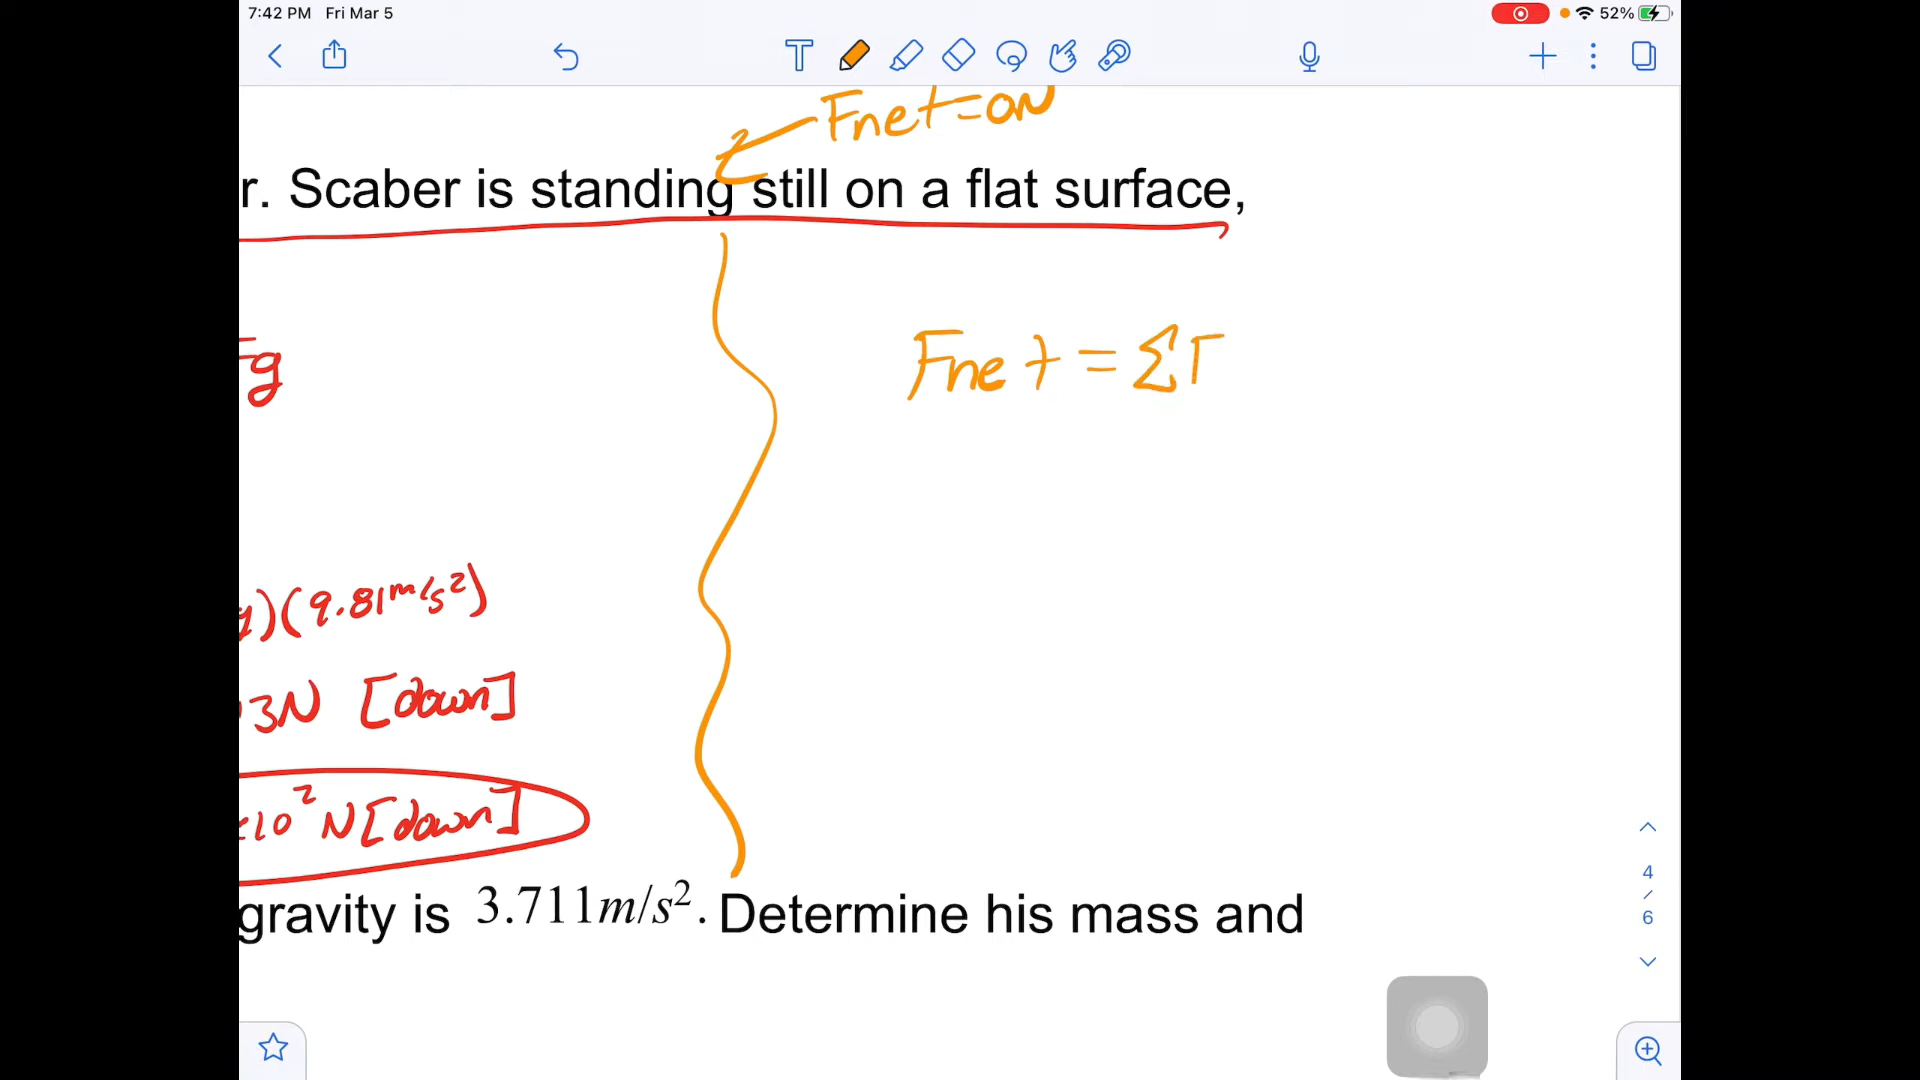 7:42 PM Fri Mar 5 52%
Fnet=0N
r. Scaber is standing still on a flat surface,
Fg
Fnet = Σ
)(9.81m/s²)
3N [down]
×10² N[down]
gravity is 3.711m/s². Determine his mass and
4
/
6